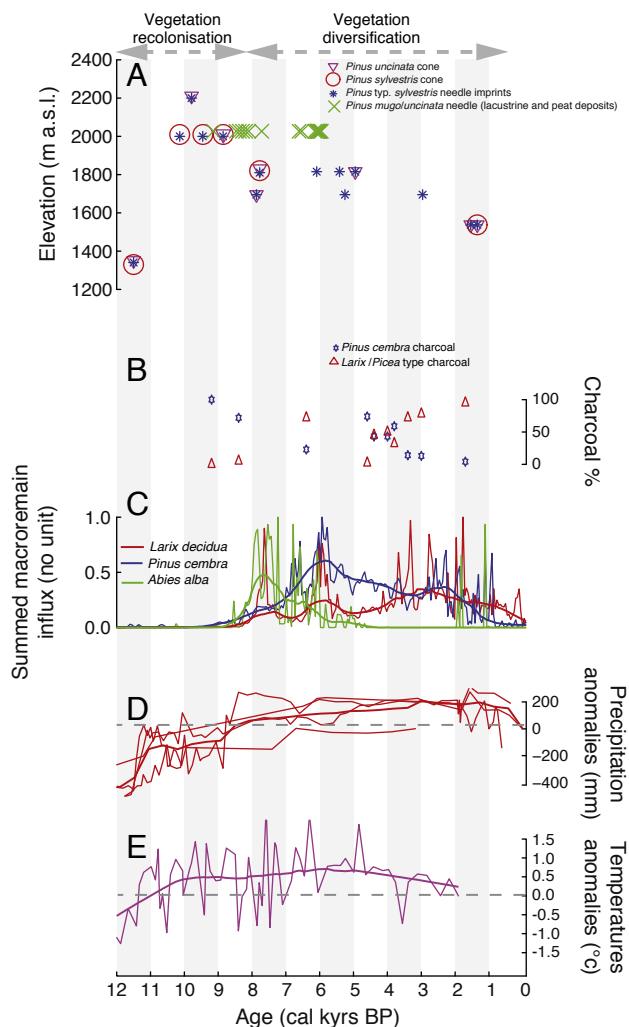 Vegetation recolonisation
Vegetation diversification
A
Elevation (m a.s.l.)
2400
2200
2000
1800
1600
1400
1200
Pinus uncinata cone
Pinus sylvestris cone
Pinus typ. sylvestris needle imprints
Pinus mugo/uncinata needle (lacustrine and peat deposits)
B
Pinus cembra charcoal
Larix /Picea type charcoal
100
50
0
Charcoal %
C
Summed macroremain influx (no unit)
1.0
0.5
0.0
Larix decidua
Pinus cembra
Abies alba
D
200
0
−200
−400
Precipitation anomalies (mm)
E
1.5
1.0
0.5
0.0
-0.5
-1.0
-1.5
Temperatures anomalies (°c)
12 11 10 9 8 7 6 5 4 3 2 1 0
Age (cal kyrs BP)